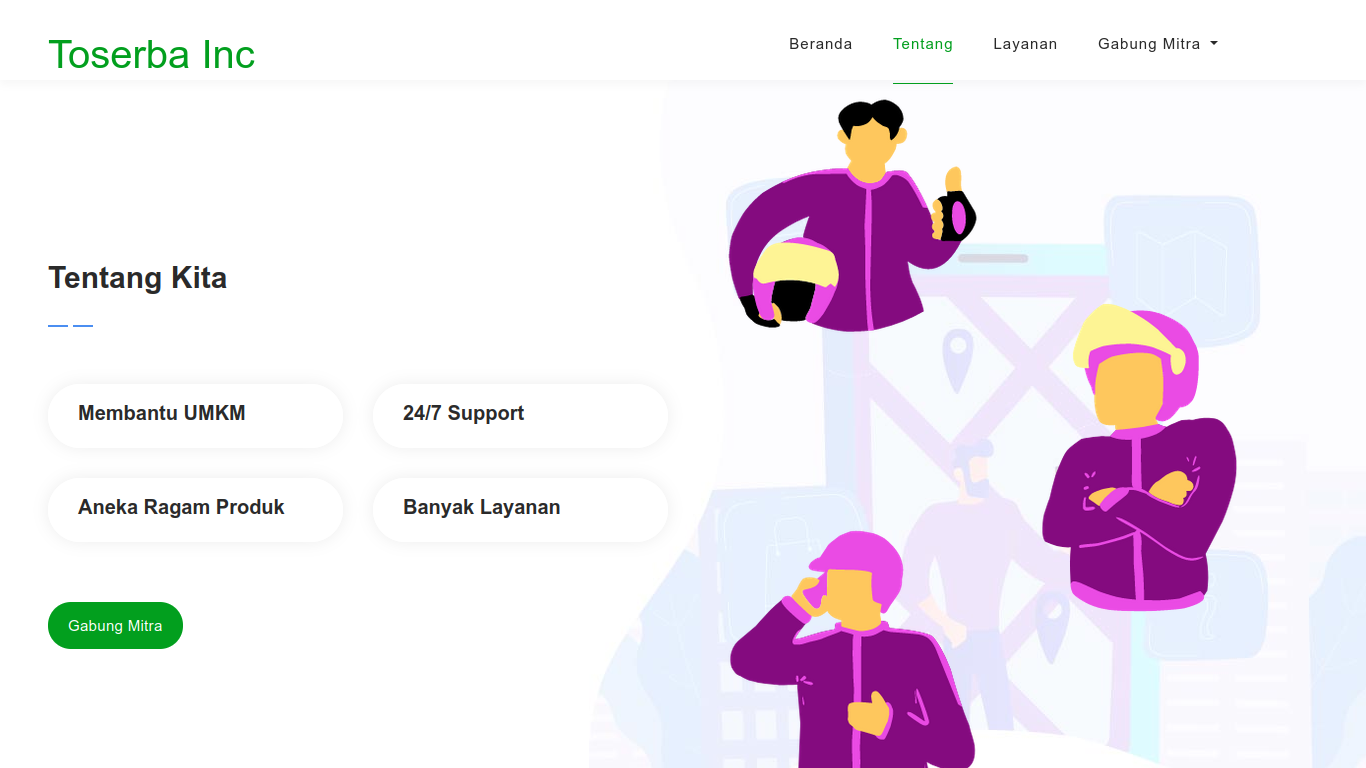 Toserba Inc
Beranda
Tentang
Layanan
Gabung Mitra
Tentang Kita
Membantu UMKM
24/7 Support
Aneka Ragam Produk
Banyak Layanan
Gabung Mitra